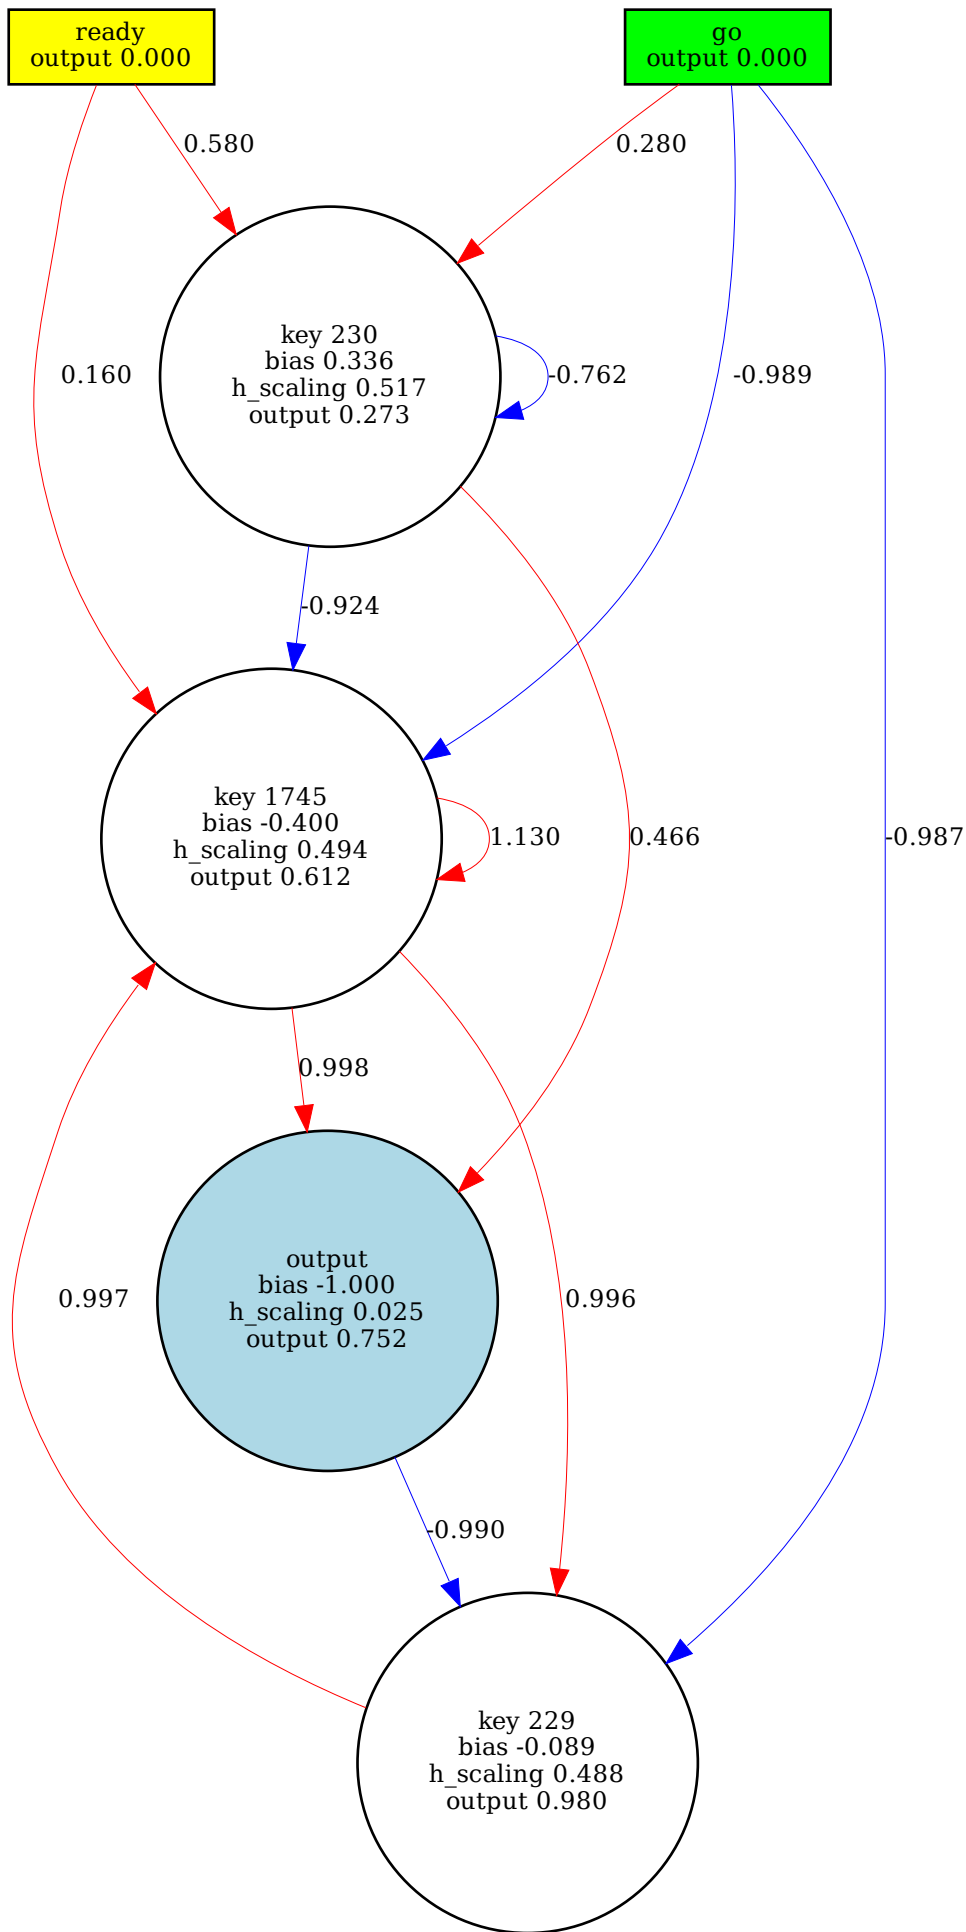 ready
output 0.000
go
output 0.000
0.580
0.280
key 230
bias 0.336
h_scaling 0.517
output 0.273
0.160
-0.762
-0.989
-0.924
key 1745
bias -0.400
h_scaling 0.494
output 0.612
1.130
0.466
-0.987
0.998
output
bias -1.000
h_scaling 0.025
output 0.752
0.997
0.996
-0.990
key 229
bias -0.089
h_scaling 0.488
output 0.980